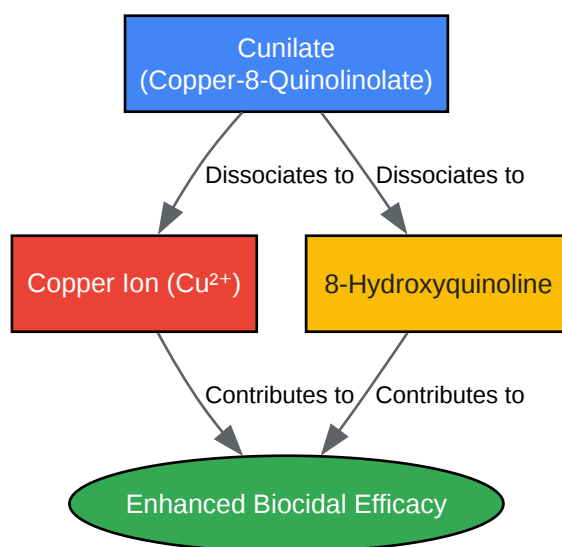 Cunilate
(Copper-8-Quinolinolate)
Dissociates to
Dissociates to
Copper Ion (Cu²⁺)
8-Hydroxyquinoline
Contributes to
Contributes to
Enhanced Biocidal Efficacy